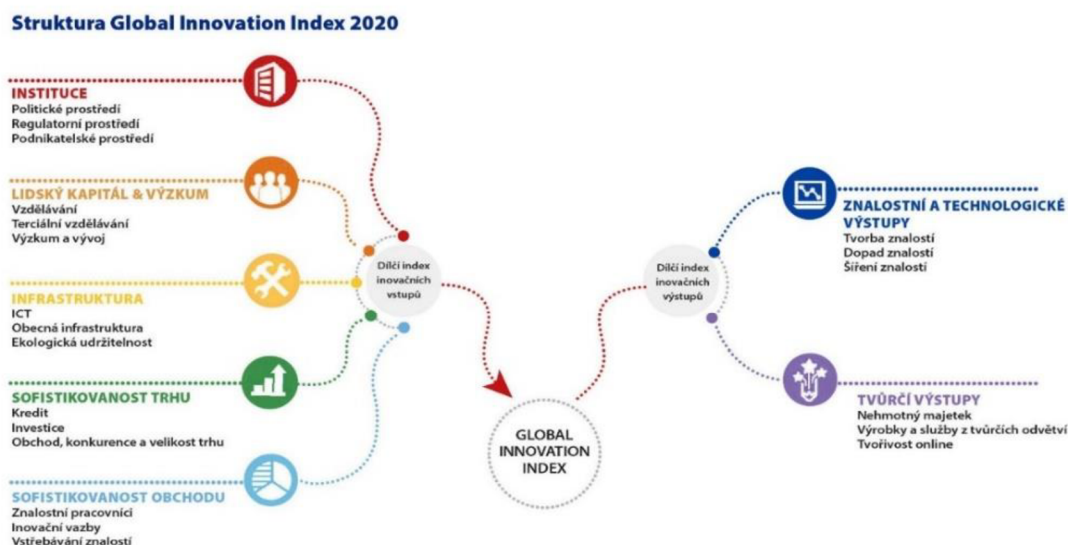 Struktura Global Innovation Index 2020
INSTITUCE
Politické prostředí
Regulatorní prostředí
Podnikatelské prostředí
LIDSKÝ KAPITÁL & VÝZKUM
Vzdělávání
Terciální vzdělávání
Výzkum a vývoj
INFRASTRUKTURA
ICT
Obecná infrastruktura
Ekologická udržitelnost
SOFISTIKOVANOST TRHU
Kredit
Investice
Obchod, konkurence a velikost trhu
SOFISTIKOVANOST OBCHODU
Znalostní pracovníci
Inovační vazby
Vstřebávání znalostí
Dílčí index
inovačních
vstupů
GLOBAL
INNOVATION
INDEX
Dílčí index
inovačních
výstupů
ZNALOSTNÍ A TECHNOLOGICKÉ
VÝSTUPY
Tvorba znalostí
Dopad znalostí
Šíření znalostí
TVŮRČÍ VÝSTUPY
Nehmotný majetek
Výrobky a služby z tvůrčích odvětví
Tvořivost online